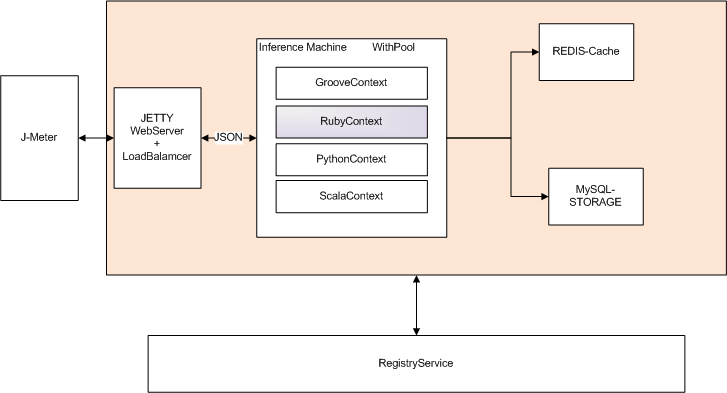 Inference Machine WithPool
GrooveContext
RubyContext
PythonContext
ScalaContext
REDIS-Cache
J-Meter
JETTY
WebServer
+
LoadBalamcer
JSON
MySQL-
STORAGE
RegistryService